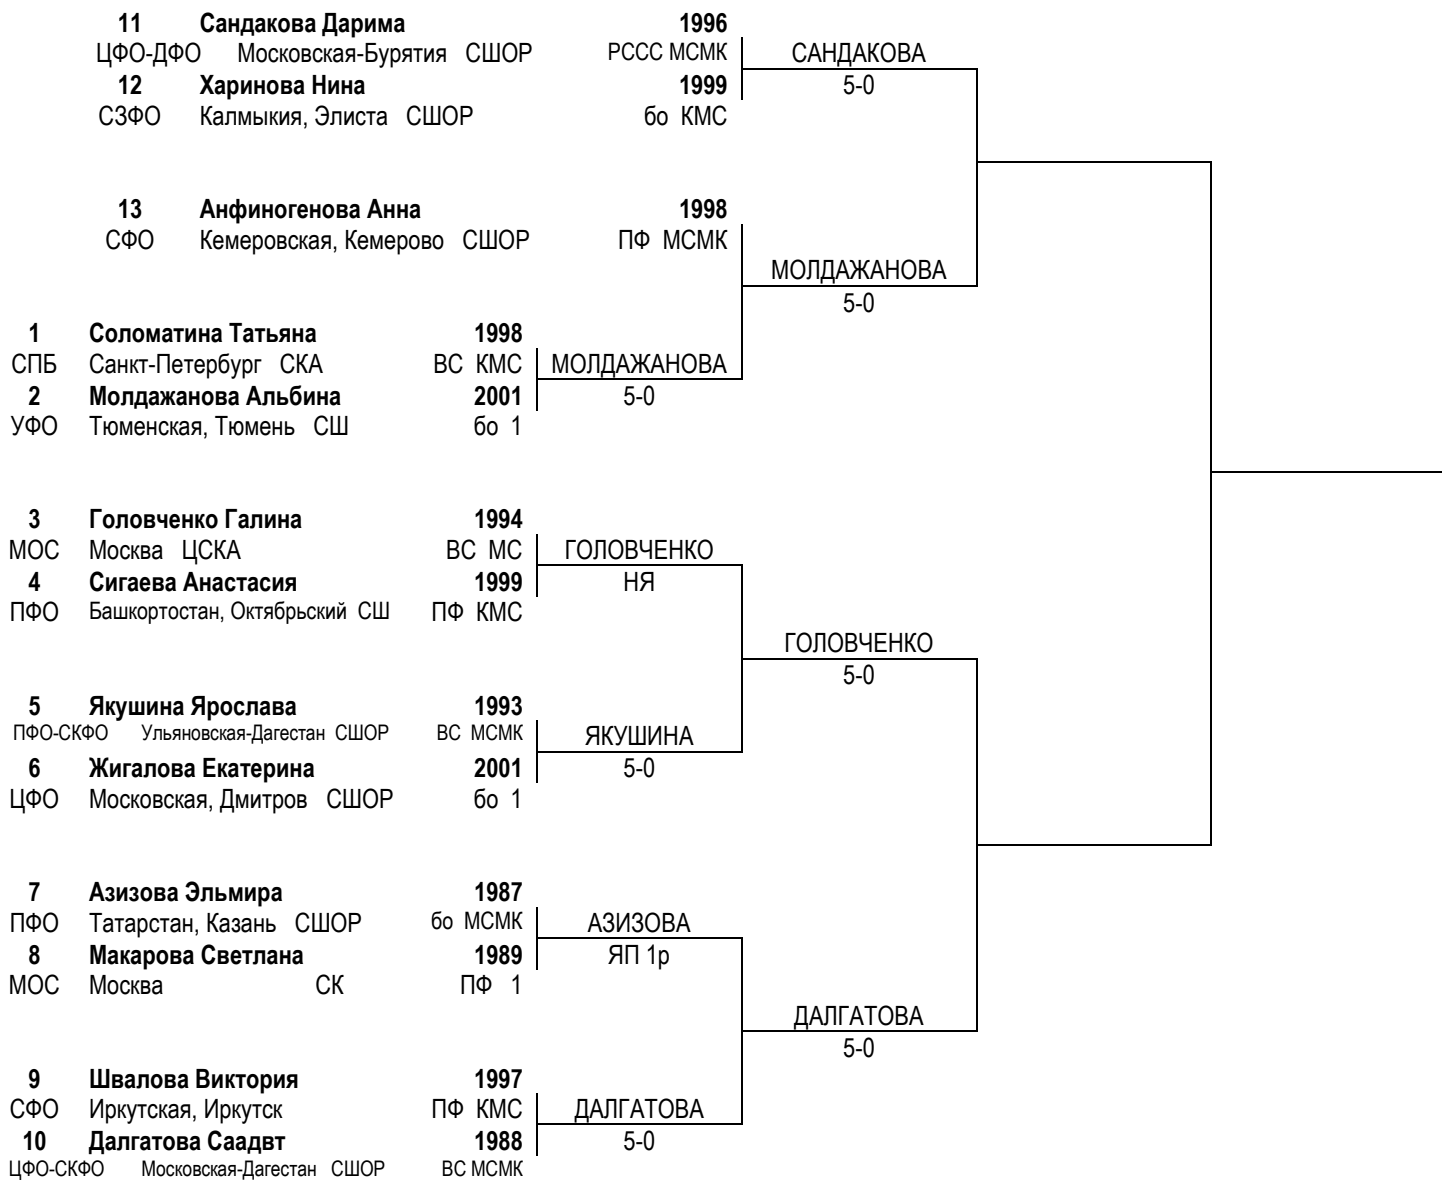 11 Сандакова Дарима 1996
ЦФО-ДФО Московская-Бурятия СШОР РССС МСМК
САНДАКОВА
12 Харинова Нина 1999
5-0
СЗФО Калмыкия, Элиста СШОР бо КМС
13 Анфиногенова Анна 1998
СФО Кемеровская, Кемерово СШОР ПФ МСМК
МОЛДАЖАНОВА
5-0
1 Соломатина Татьяна 1998
СПБ Санкт-Петербург СКА ВС КМС
МОЛДАЖАНОВА
2 Молдажанова Альбина 2001
5-0
УФО Тюменская, Тюмень СШ бо 1
3 Головченко Галина 1994
МОС Москва ЦСКА ВС МС
ГОЛОВЧЕНКО
4 Сигаева Анастасия 1999
НЯ
ПФО Башкортостан, Октябрьский СШ ПФ КМС
ГОЛОВЧЕНКО
5-0
5 Якушина Ярослава 1993
ПФО-СКФО Ульяновская-Дагестан СШОР ВС МСМК
ЯКУШИНА
6 Жигалова Екатерина 2001
5-0
ЦФО Московская, Дмитров СШОР бо 1
7 Азизова Эльмира 1987
ПФО Татарстан, Казань СШОР бо МСМК
АЗИЗОВА
8 Макарова Светлана 1989
ЯП 1р
МОС Москва СК ПФ 1
ДАЛГАТОВА
5-0
9 Швалова Виктория 1997
СФО Иркутская, Иркутск ПФ КМС
ДАЛГАТОВА
10 Далгатова Саадвт 1988
5-0
ЦФО-СКФО Московская-Дагестан СШОР ВС МСМК